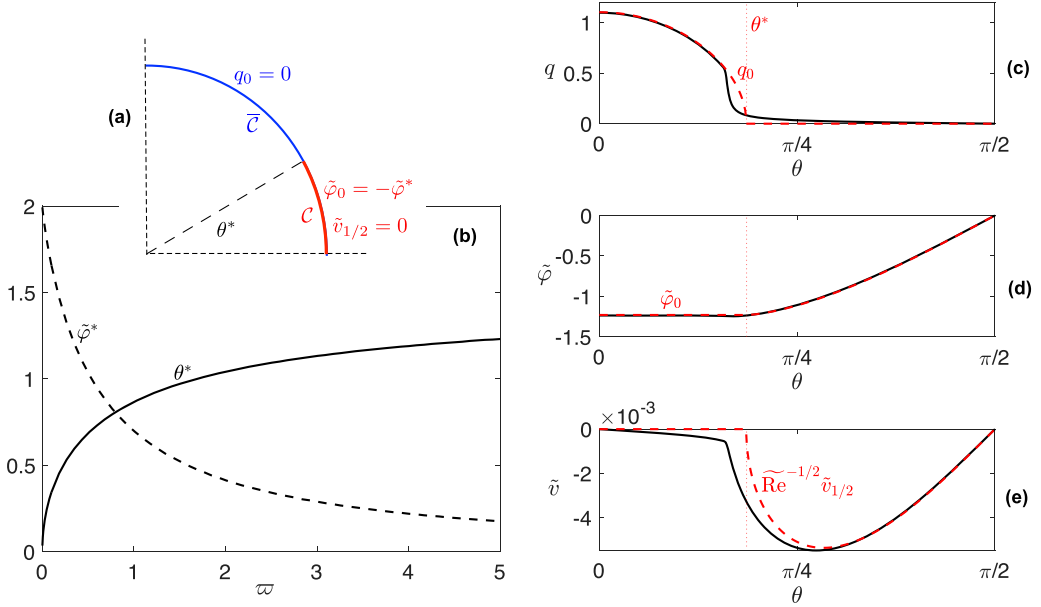 (a)
q₀ = 0
C̅
φ̃₀ = −φ̃*
C
ṽ₁/₂ = 0
θ*
(b)
2
1.5
1
0.5
0
φ̃*
θ*
0 1 2 3 4 5
ϖ
(c)
1
0.5
0
q
θ*
q₀
0 π/4 π/2
θ
(d)
0
-0.5
-1
-1.5
φ̃
φ̃₀
0 π/4 π/2
θ
(e)
×10⁻³
0
-2
-4
ṽ
R͠e⁻¹/² ṽ₁/₂
0 π/4 π/2
θ